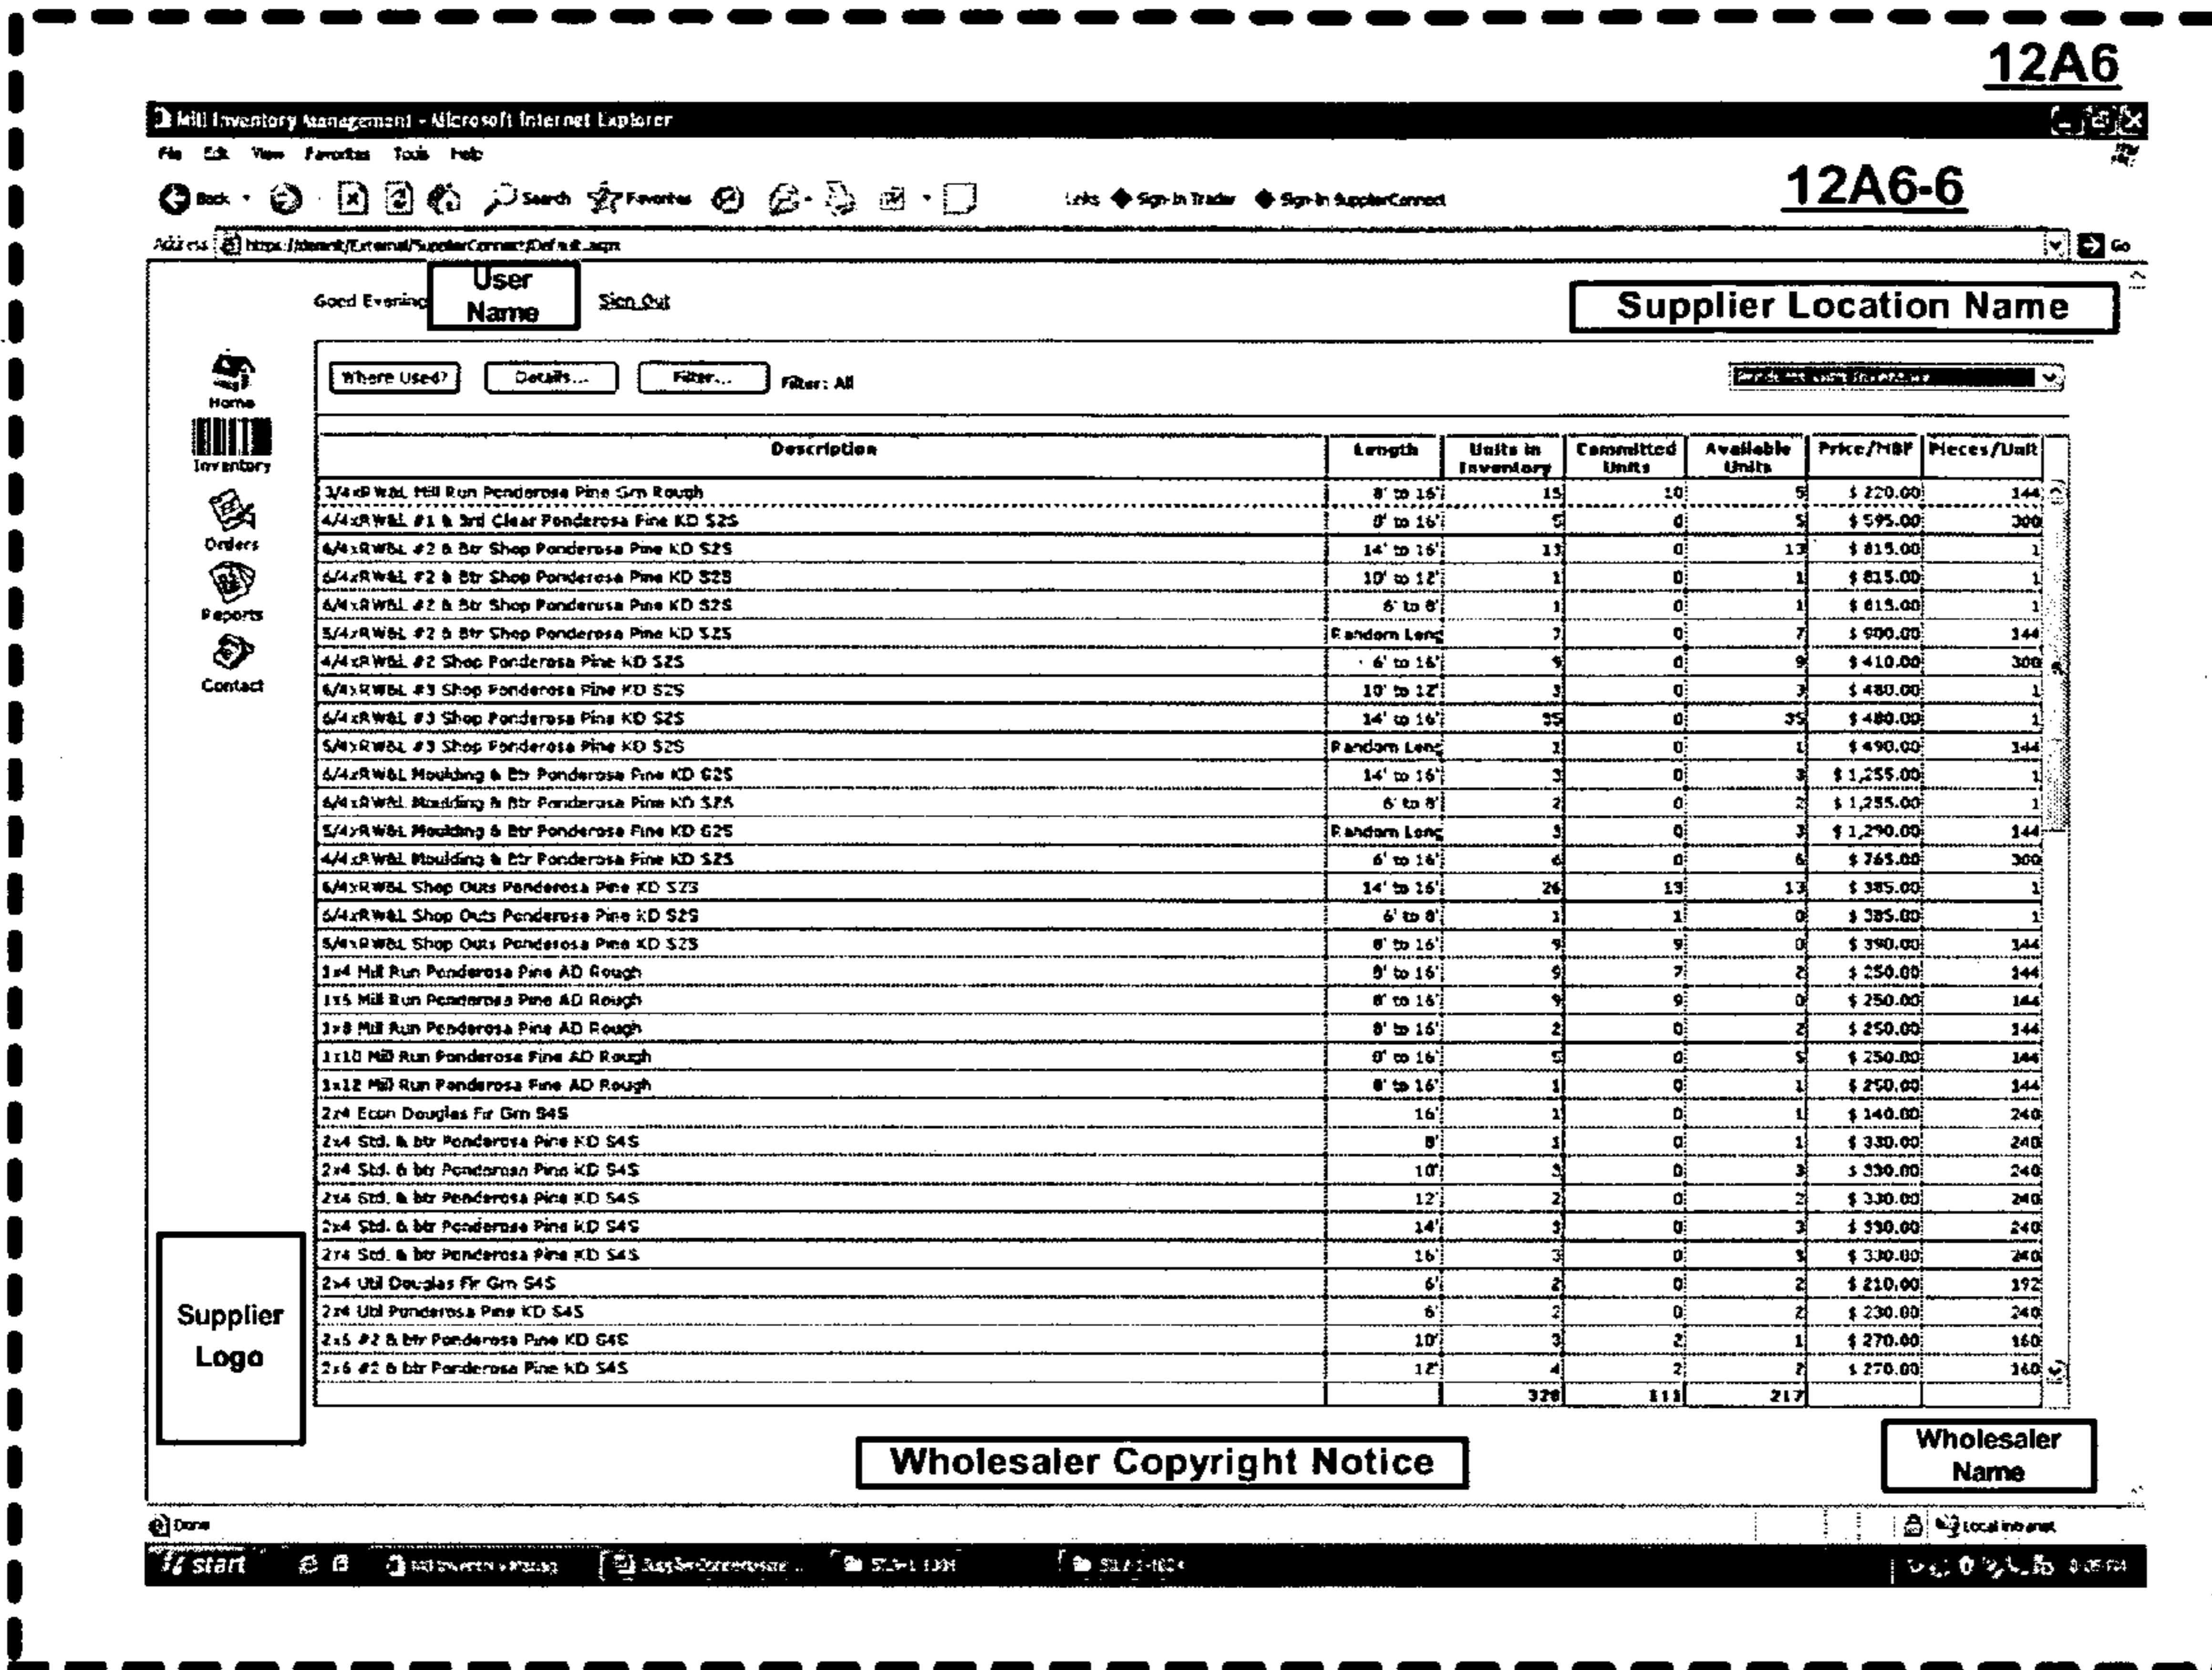 12A6
Mill Inventory Management - Microsoft Internet Explorer
File Edit View Favorites Tools Help
12A6-6
Back Search Favorites Links Sign-In Trader Sign-In SupplierConnect
Address Go
Good Evening User Name Sign Out Supplier Location Name
Where Used? Details... Filter... Filter: All
Home
Inventory
Orders
Reports
Contact
Description Length Units in Inventory Committed Units Available Units Price/MBF Pieces/Unit
3/4xRW&L Mill Run Ponderosa Pine Grn Rough 8' to 16' 15 10 5 $ 220.00 144
4/4xRW&L #1 & 3rd Clear Ponderosa Pine KD S2S 8' to 16' 5 0 5 $ 595.00 300
6/4xRW&L #2 & Btr Shop Ponderosa Pine KD S2S 14' to 16' 13 0 13 $ 815.00 1
6/4xRW&L #2 & Btr Shop Ponderosa Pine KD S2S 10' to 12' 1 0 1 $ 815.00 1
6/4xRW&L #2 & Btr Shop Ponderosa Pine KD S2S 6' to 8' 1 0 1 $ 815.00 1
5/4xRW&L #2 & Btr Shop Ponderosa Pine KD S2S Random Leng 7 0 7 $ 900.00 144
4/4xRW&L #2 Shop Ponderosa Pine KD S2S 6' to 16' 9 0 9 $ 410.00 300
6/4xRW&L #3 Shop Ponderosa Pine KD S2S 10' to 12' 3 0 3 $ 480.00 1
6/4xRW&L #3 Shop Ponderosa Pine KD S2S 14' to 16' 35 0 35 $ 480.00 1
5/4xRW&L #3 Shop Ponderosa Pine KD S2S Random Leng 1 0 1 $ 490.00 144
6/4xRW&L Moulding & Btr Ponderosa Pine KD S2S 14' to 16' 3 0 3 $ 1,255.00 1
6/4xRW&L Moulding & Btr Ponderosa Pine KD S2S 6' to 8' 2 0 2 $ 1,255.00 1
5/4xRW&L Moulding & Btr Ponderosa Pine KD S2S Random Leng 3 0 3 $ 1,290.00 144
4/4xRW&L Moulding & Btr Ponderosa Pine KD S2S 6' to 16' 6 0 6 $ 765.00 300
6/4xRW&L Shop Outs Ponderosa Pine KD S2S 14' to 16' 26 13 13 $ 385.00 1
6/4xRW&L Shop Outs Ponderosa Pine KD S2S 6' to 8' 1 1 0 $ 385.00 1
5/4xRW&L Shop Outs Ponderosa Pine KD S2S 8' to 16' 9 9 0 $ 390.00 144
1x4 Mill Run Ponderosa Pine AD Rough 8' to 16' 9 7 2 $ 250.00 144
1x6 Mill Run Ponderosa Pine AD Rough 8' to 16' 9 9 0 $ 250.00 144
1x8 Mill Run Ponderosa Pine AD Rough 8' to 16' 2 0 2 $ 250.00 144
1x10 Mill Run Ponderosa Pine AD Rough 8' to 16' 5 0 5 $ 250.00 144
1x12 Mill Run Ponderosa Pine AD Rough 8' to 16' 1 0 1 $ 250.00 144
2x4 Econ Douglas Fir Grn S4S 16' 1 0 1 $ 140.00 240
2x4 Std. & btr Ponderosa Pine KD S4S 8' 1 0 1 $ 330.00 240
2x4 Std. & btr Ponderosa Pine KD S4S 10' 3 0 3 $ 330.00 240
2x4 Std. & btr Ponderosa Pine KD S4S 12' 2 0 2 $ 330.00 240
2x4 Std. & btr Ponderosa Pine KD S4S 14' 3 0 3 $ 330.00 240
2x4 Std. & btr Ponderosa Pine KD S4S 16' 3 0 3 $ 330.00 240
2x4 Util Douglas Fir Grn S4S 6' 2 0 2 $ 210.00 192
2x4 Util Ponderosa Pine KD S4S 6' 2 0 2 $ 230.00 240
2x6 #2 & btr Ponderosa Pine KD S4S 10' 3 2 1 $ 270.00 160
2x6 #2 & btr Ponderosa Pine KD S4S 12' 4 2 2 $ 270.00 160
328 111 217
Supplier Logo
Wholesaler Copyright Notice
Wholesaler Name
Done Local intranet
start